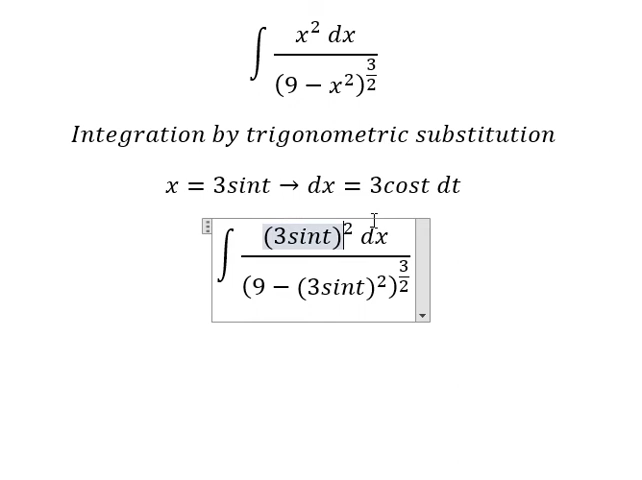 ∫ x² dx / (9 − x²)^(3/2)
Integration by trigonometric substitution
x = 3sint → dx = 3cost dt
∫ (3sint)² dx / (9 − (3sint)²)^(3/2)